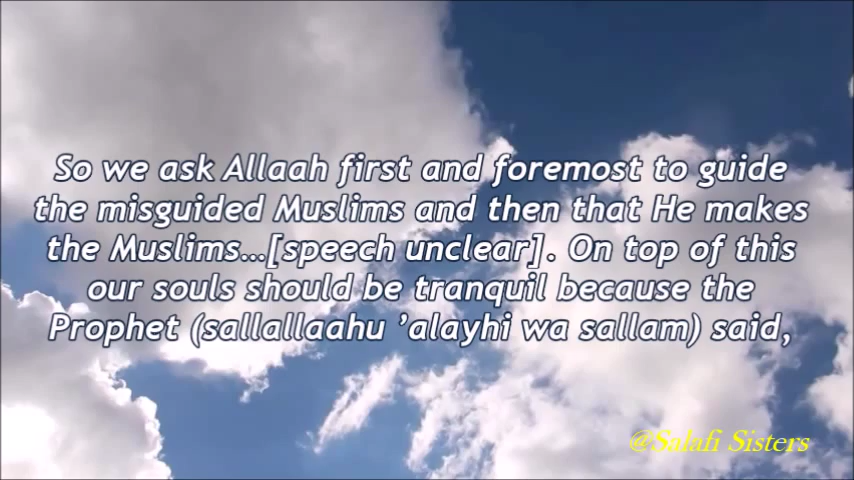 So we ask Allaah first and foremost to guide
the misguided Muslims and then that He makes
the Muslims…[speech unclear]. On top of this
our souls should be tranquil because the
Prophet (sallallaahu ’alayhi wa sallam) said,
@Salafi Sisters